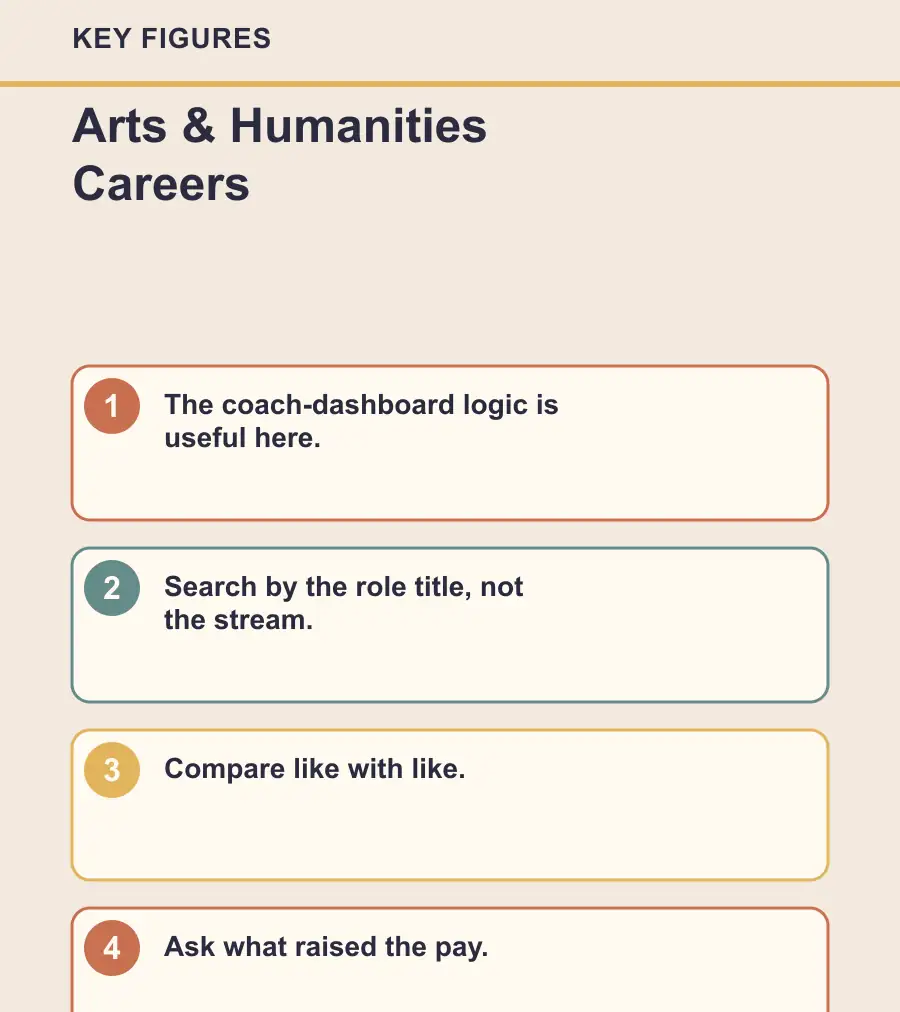 KEY FIGURES
Arts & Humanities
Careers
1
The coach-dashboard logic is
useful here.
2
Search by the role title, not
the stream.
3
Compare like with like.
4
Ask what raised the pay.